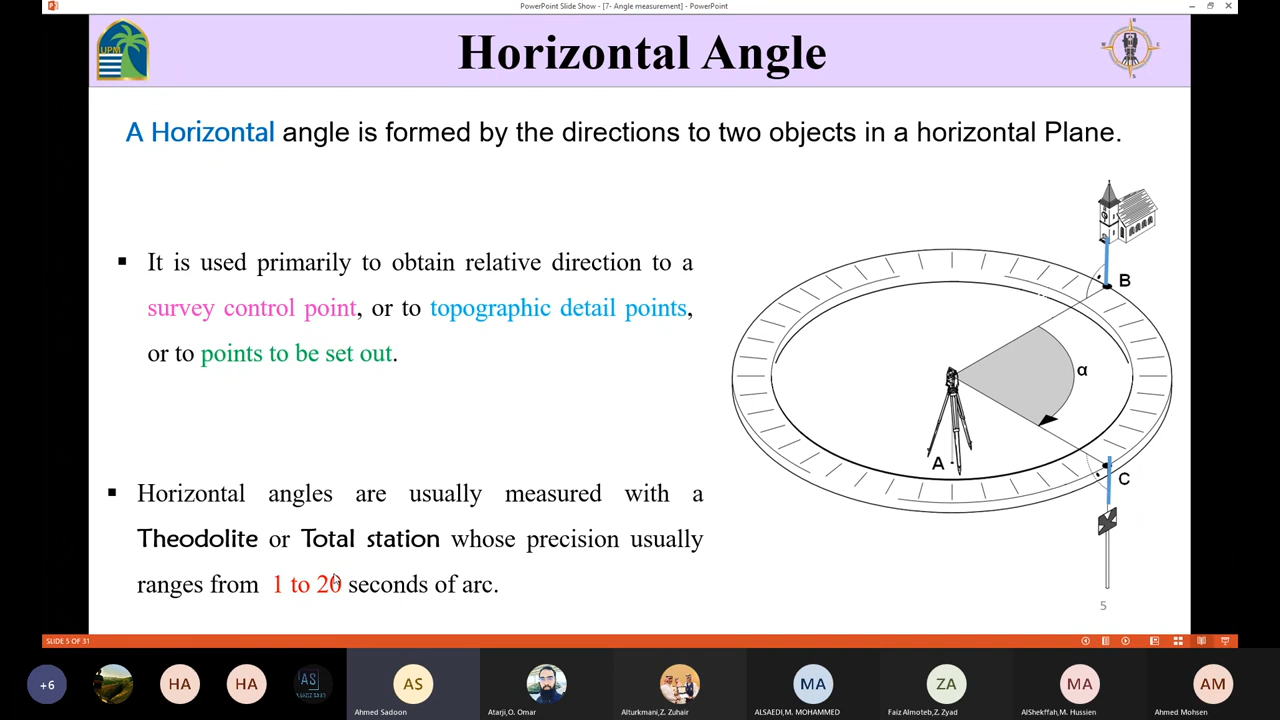 PowerPoint Slide Show - [7- Angle measurement] - PowerPoint
UPM
Horizontal Angle
A Horizontal angle is formed by the directions to two objects in a horizontal Plane.
▪ It is used primarily to obtain relative direction to a
survey control point, or to topographic detail points,
or to points to be set out.
▪ Horizontal angles are usually measured with a
Theodolite or Total station whose precision usually
ranges from 1 to 20 seconds of arc.
B
α
A
C
5
SLIDE 5 OF 31
+6
HA
HA
AS
AS
Ahmed Sadoon
Atarji,O. Omar
Alturkmani,Z. Zuhair
MA
ALSAEDI,M. MOHAMMED
ZA
Faiz Almoteb,Z. Zyad
MA
AlShekffah,M. Hussien
AM
Ahmed Mohsen